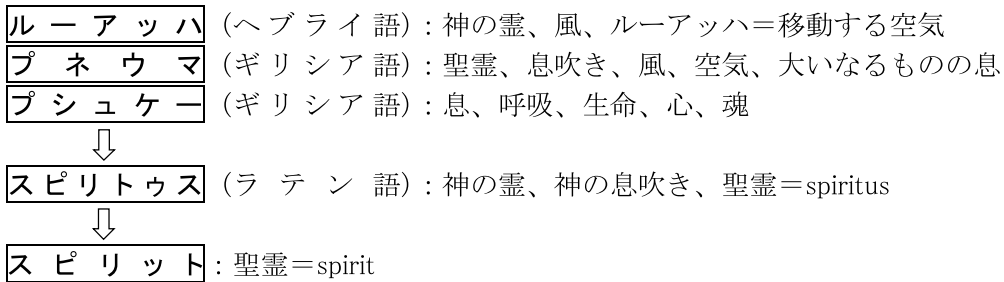 ルーアッハ（ヘブライ語）：神の霊、風、ルーアッハ＝移動する空気
プネウマ（ギリシア語）：聖霊、息吹き、風、空気、大いなるものの息
プシュケー（ギリシア語）：息、呼吸、生命、心、魂
⇩
スピリトゥス（ラテン語）：神の霊、神の息吹き、聖霊＝spiritus
⇩
スピリット：聖霊＝spirit